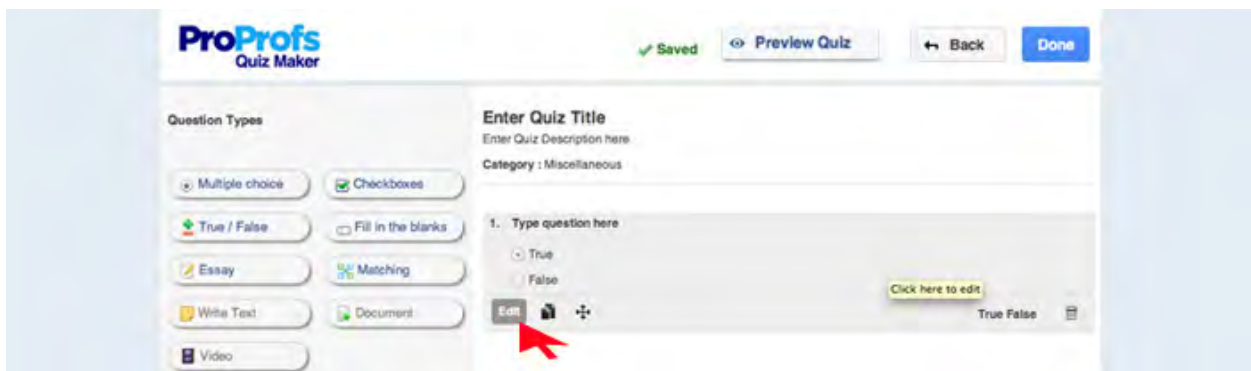 ProProfs
Quiz Maker
Saved
Preview Quiz
Back
Done
Question Types
Enter Quiz Title
Enter Quiz Description here
Category : Miscellaneous
Multiple choice
Checkboxes
True / False
Fill in the blanks
Essay
Matching
Write Text
Document
Video
1. Type question here
True
False
Click here to edit
Edit
True False